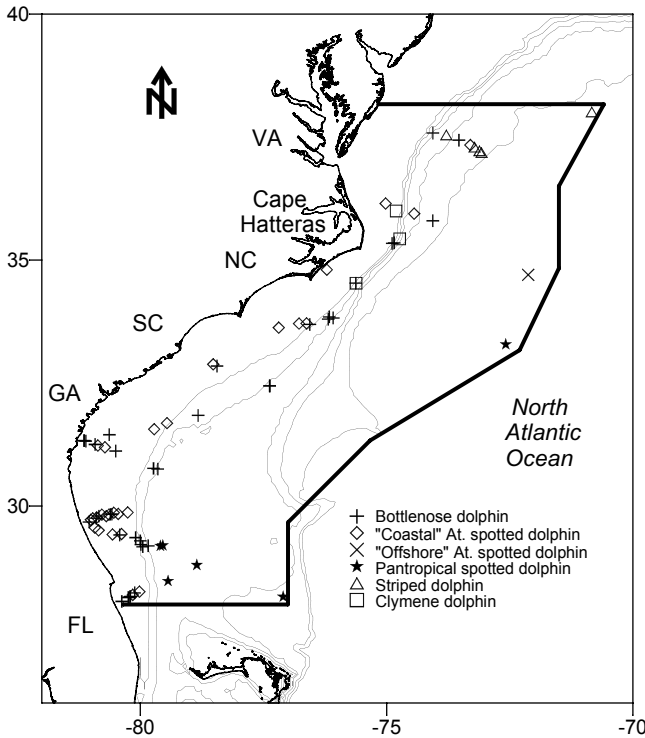 40
N
VA
Cape
Hatteras
NC
35
SC
GA
North
Atlantic
Ocean
30
Bottlenose dolphin
"Coastal" At. spotted dolphin
"Offshore" At. spotted dolphin
Pantropical spotted dolphin
Striped dolphin
Clymene dolphin
FL
-80
-75
-70